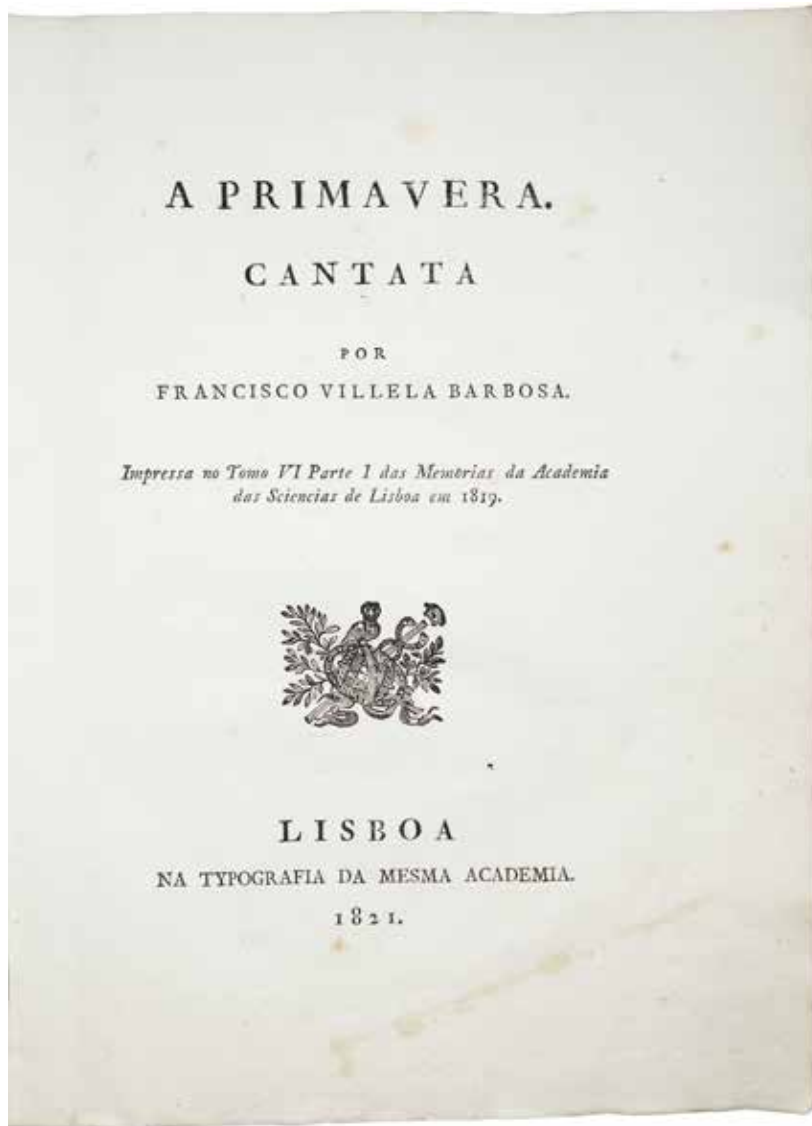 A PRIMAVERA.
CANTATA
POR
FRANCISCO VILLELA BARBOSA.
Impressa no Tomo VI Parte I das Memorias da Academia
das Sciencias de Lisboa em 1819.
LISBOA
NA TYPOGRAFIA DA MESMA ACADEMIA.
1821.